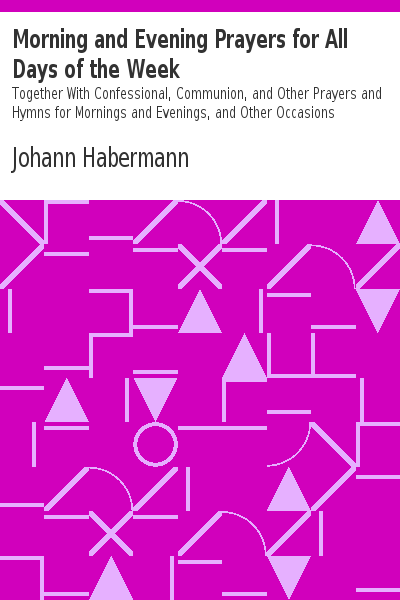 Morning and Evening Prayers for All
Days of the Week
Together With Confessional, Communion, and Other Prayers and
Hymns for Mornings and Evenings, and Other Occasions
Johann Habermann